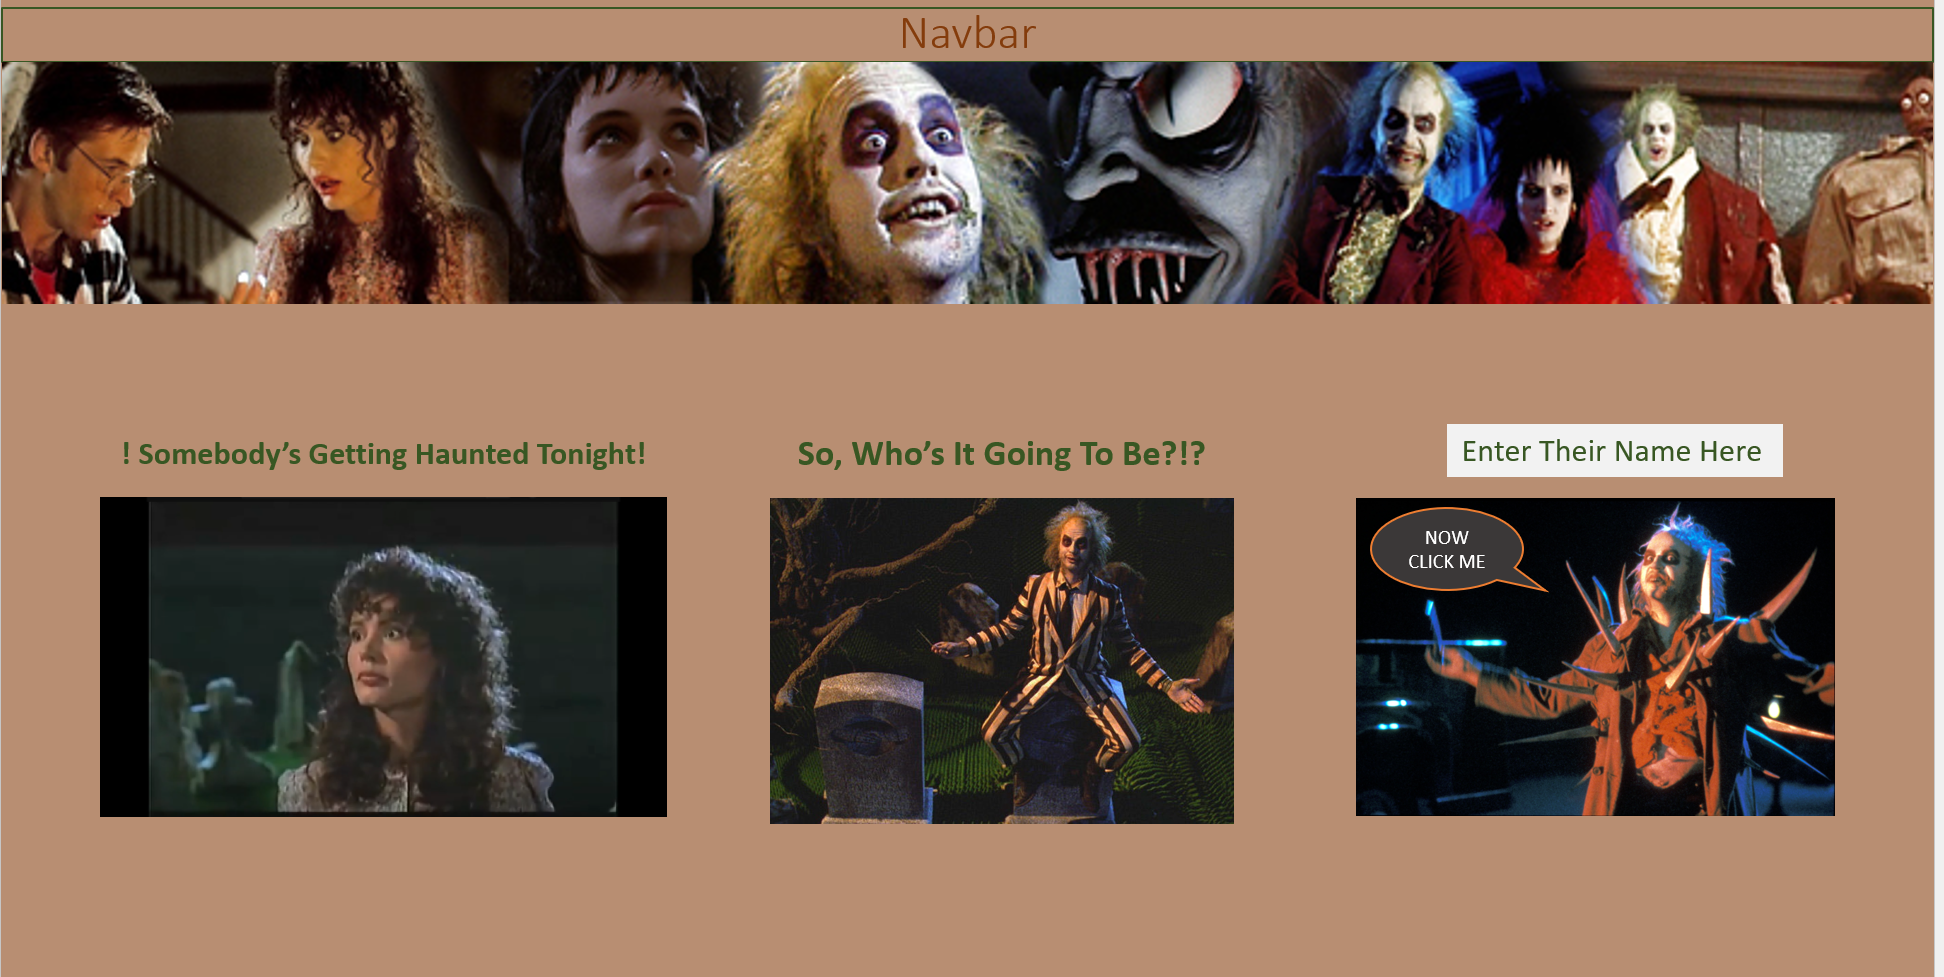 Navbar
! Somebody’s Getting Haunted Tonight!
So, Who’s It Going To Be?!?
Enter Their Name Here
NOW
CLICK ME